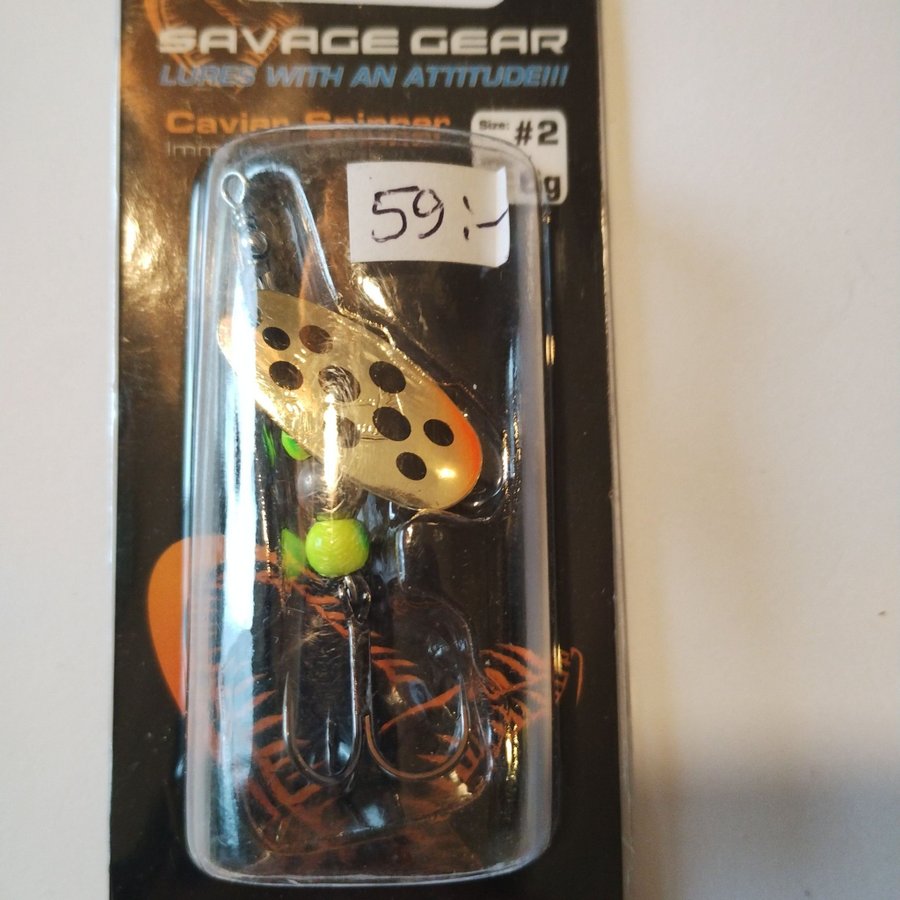 SAVAGE GEAR
LURES WITH AN ATTITUDE!!!
Caviar Spinner
Size: #2
59:-
g